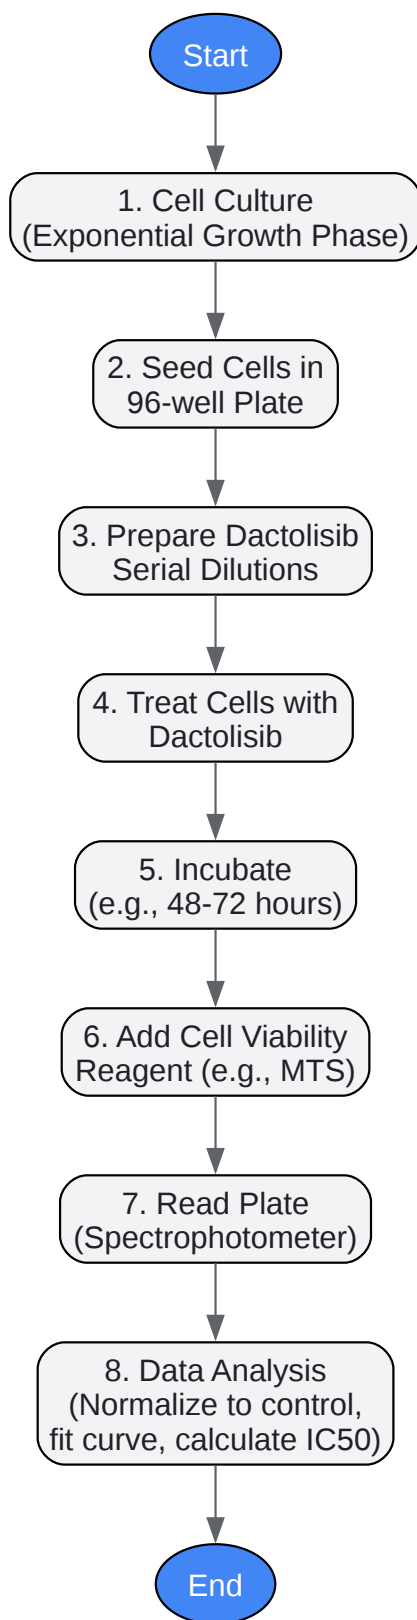 Start
1. Cell Culture
(Exponential Growth Phase)
2. Seed Cells in
96-well Plate
3. Prepare Dactolisib
Serial Dilutions
4. Treat Cells with
Dactolisib
5. Incubate
(e.g., 48-72 hours)
6. Add Cell Viability
Reagent (e.g., MTS)
7. Read Plate
(Spectrophotometer)
8. Data Analysis
(Normalize to control,
fit curve, calculate IC50)
End